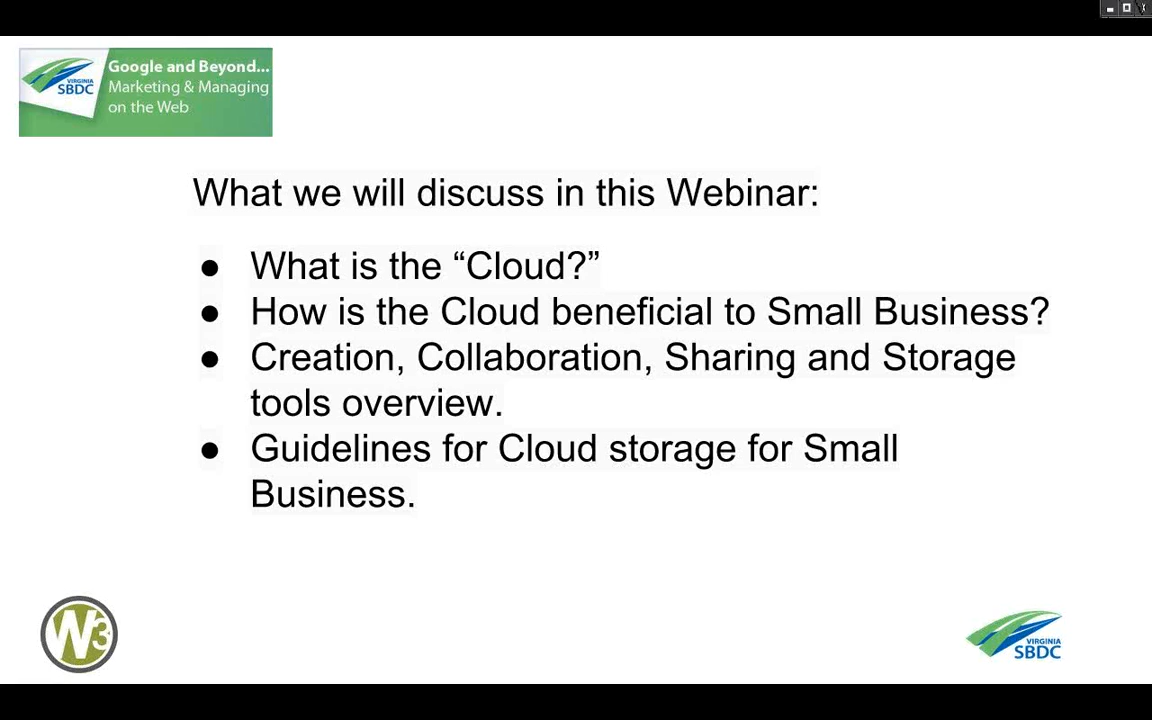 Google and Beyond...
Marketing & Managing
on the Web
VIRGINIA
SBDC
What we will discuss in this Webinar:
● What is the “Cloud?”
● How is the Cloud beneficial to Small Business?
● Creation, Collaboration, Sharing and Storage
tools overview.
● Guidelines for Cloud storage for Small
Business.
W3
VIRGINIA
SBDC